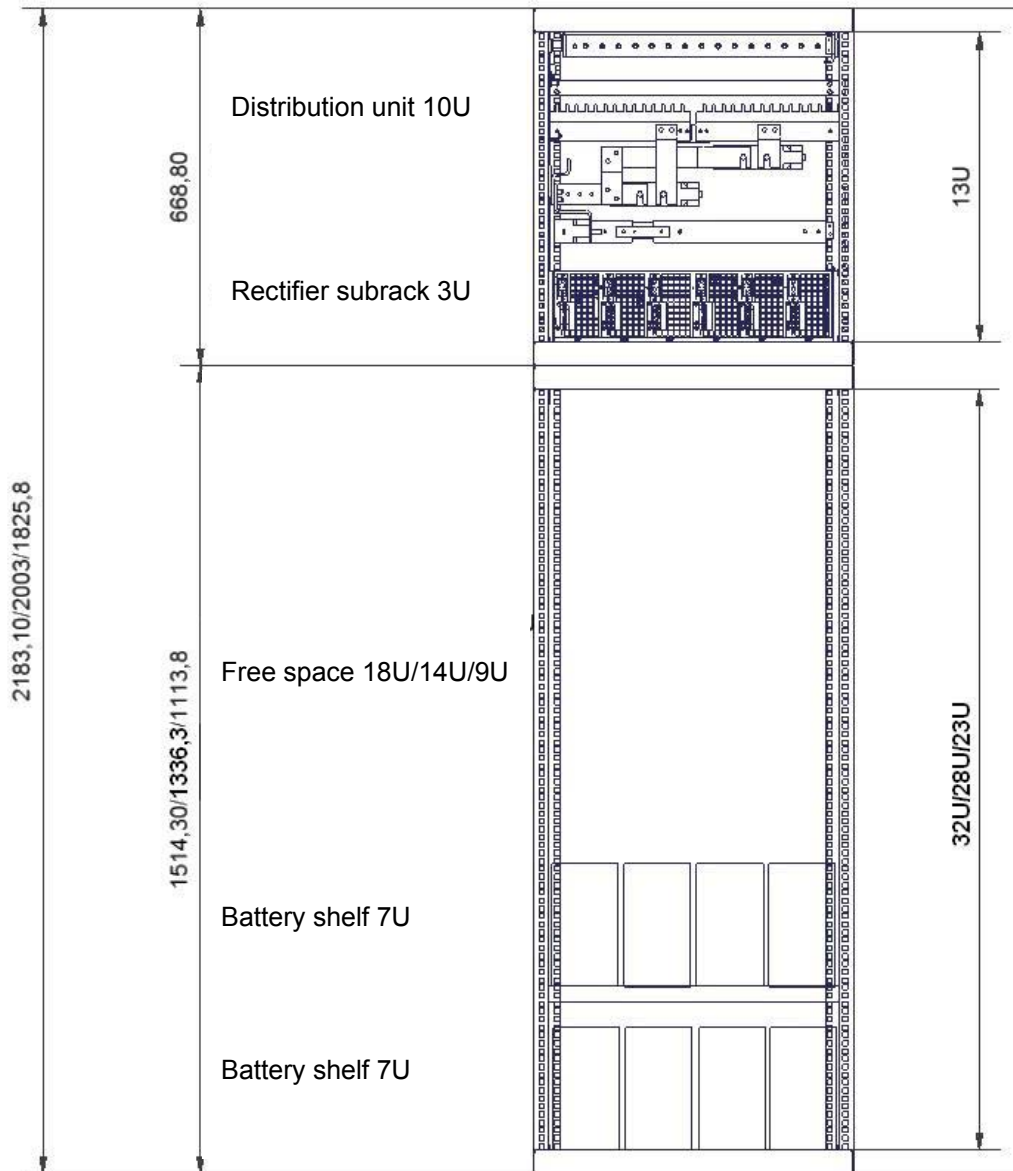 Distribution unit 10U
668,80
13U
Rectifier subrack 3U
2183,10/2003/1825,8
Free space 18U/14U/9U
1514,30/1336,3/1113,8
32U/28U/23U
Battery shelf 7U
Battery shelf 7U